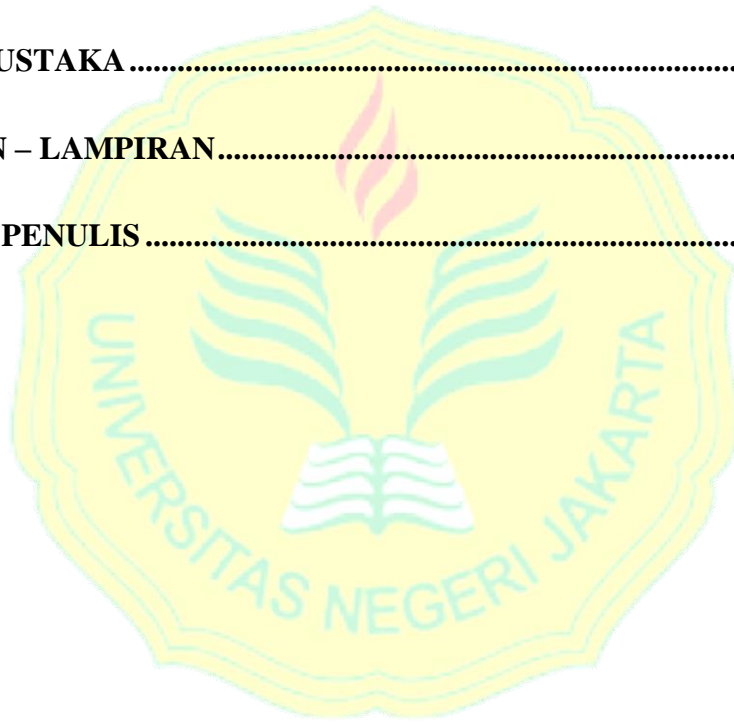 USTAKA ........................................................................
N – LAMPIRAN ........................................................................
PENULIS ........................................................................
UNIVERSITAS NEGERI JAKARTA